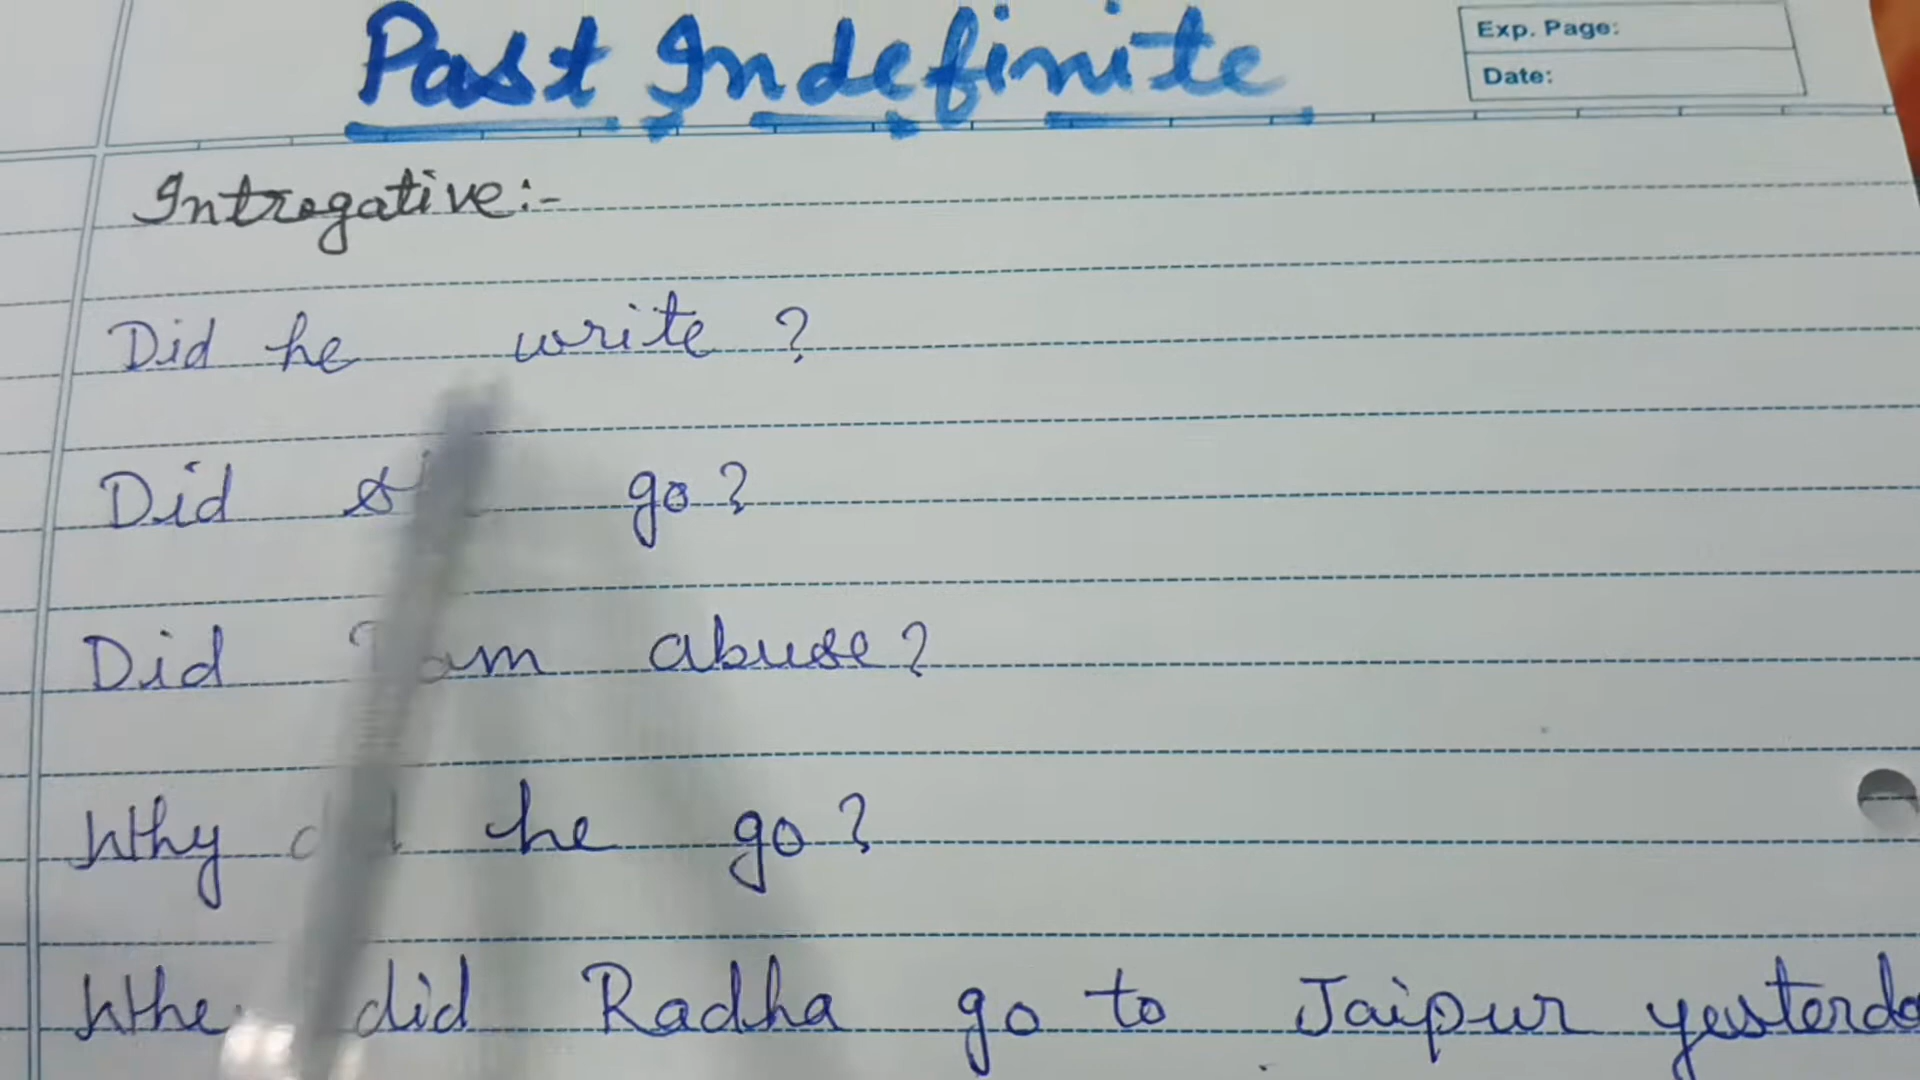 Past Indefinite
Exp. Page:
Date:
Introgative:-
Did he write ?
Did go?
Did abuse?
Why he go?
did Radha go to Jaipur